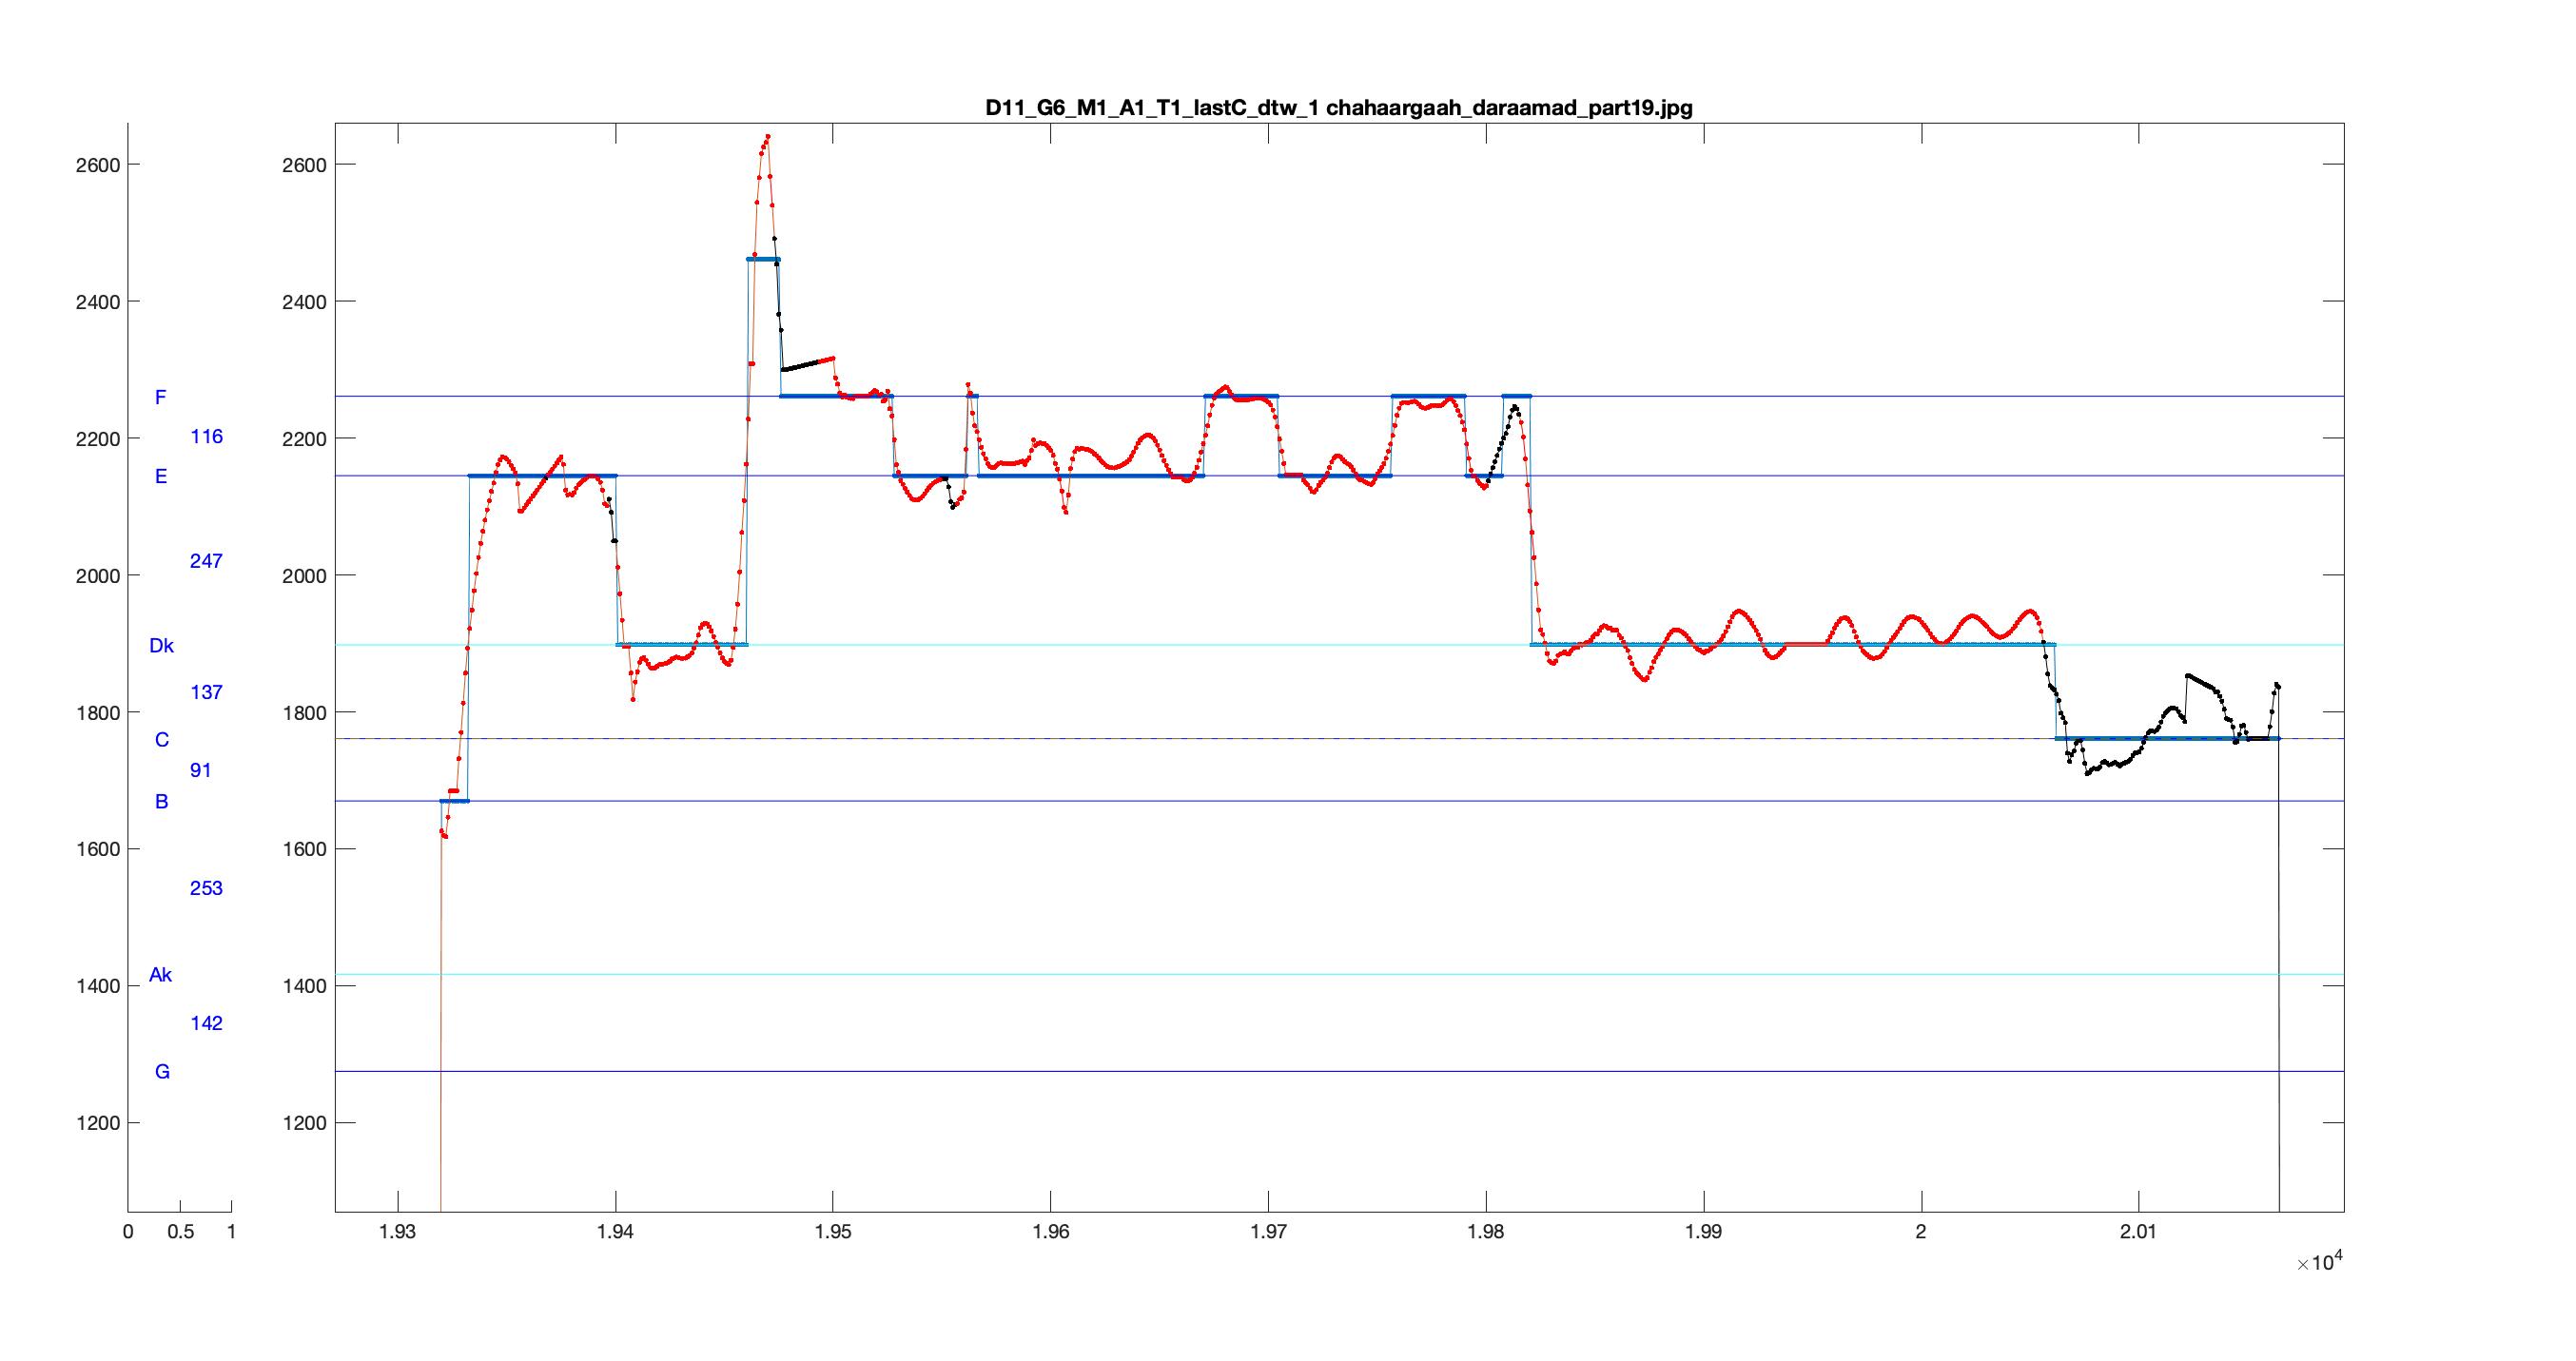 D11_G6_M1_A1_T1_lastC_dtw_1 chahaargaah_daraamad_part19.jpg
2600 2600
2400 2400
F
116
2200 2200
E
247
2000 2000
Dk
137
1800 1800
C
91
B
1600 1600
253
Ak
1400 1400
142
G
1200 1200
0 0.5 1 1.93 1.94 1.95 1.96 1.97 1.98 1.99 2 2.01
×10⁴